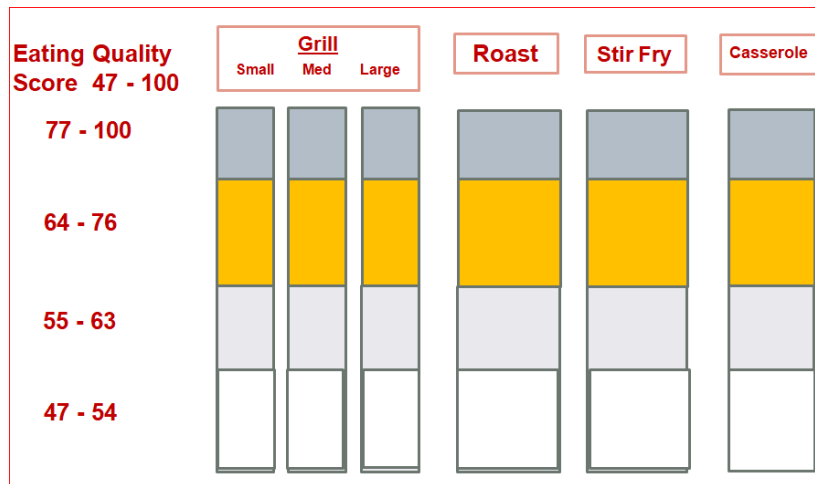 Eating Quality
Score 47 - 100
Grill
Small Med Large
Roast
Stir Fry
Casserole
77 - 100
64 - 76
55 - 63
47 - 54